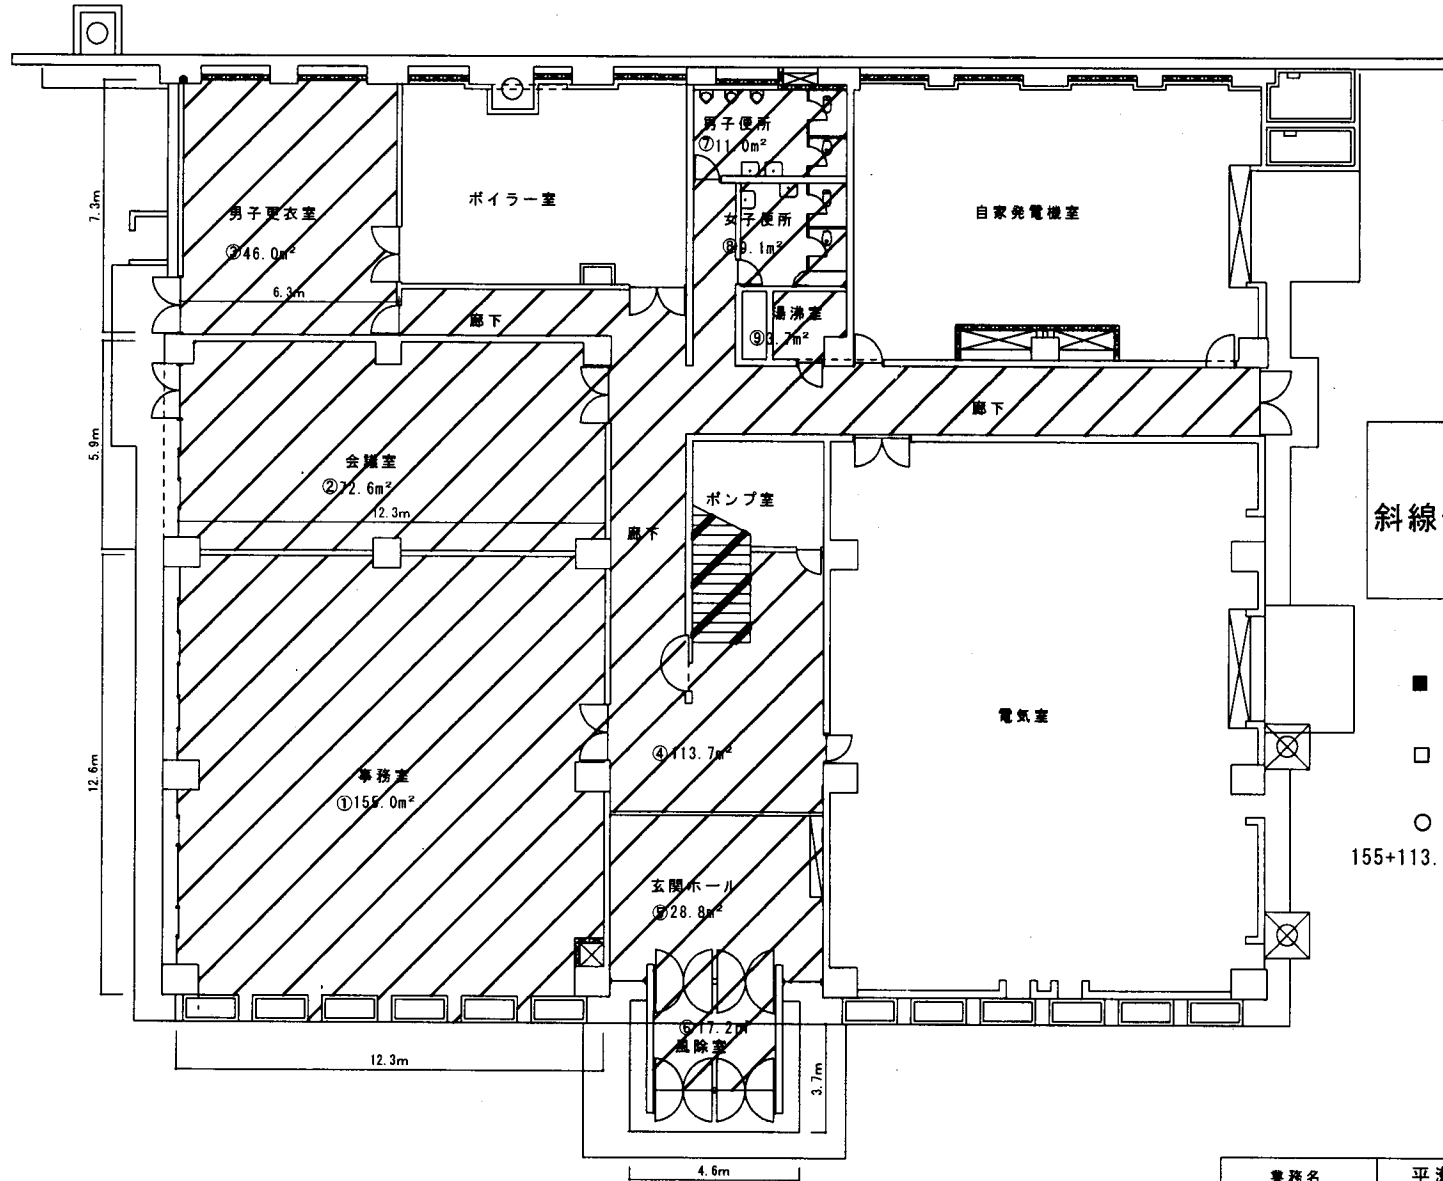 男子便所
⑦11.0m²
7.3m
男子更衣室
③46.0m²
6.3m
ボイラー室
女子便所
⑧9.1m²
自家発電機室
廊下
湯沸室
⑨3.7m²
廊下
5.9m
会議室
②72.6m²
12.3m
ポンプ室
廊下
斜線
電気室
12.6m
事務室
①155.0m²
④113.7m²
155+113.
玄関ホール
⑤28.8m²
⑥17.2m²
風除室
12.3m
3.7m
4.6m
業務名